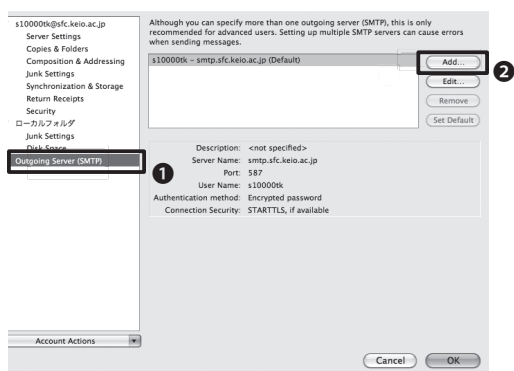 s10000tk@sfc.keio.ac.jp
Server Settings
Copies & Folders
Composition & Addressing
Junk Settings
Synchronization & Storage
Return Receipts
Security
ローカルフォルダ
Junk Settings
Disk Space
Outgoing Server (SMTP)
Account Actions
❶
Although you can specify more than one outgoing server (SMTP), this is only
recommended for advanced users. Setting up multiple SMTP servers can cause errors
when sending messages.
s10000tk – smtp.sfc.keio.ac.jp (Default)
Add...
❷
Edit...
Remove
Set Default
Description: <not specified>
Server Name: smtp.sfc.keio.ac.jp
Port: 587
User Name: s10000tk
Authentication method: Encrypted password
Connection Security: STARTTLS, if available
Cancel
OK